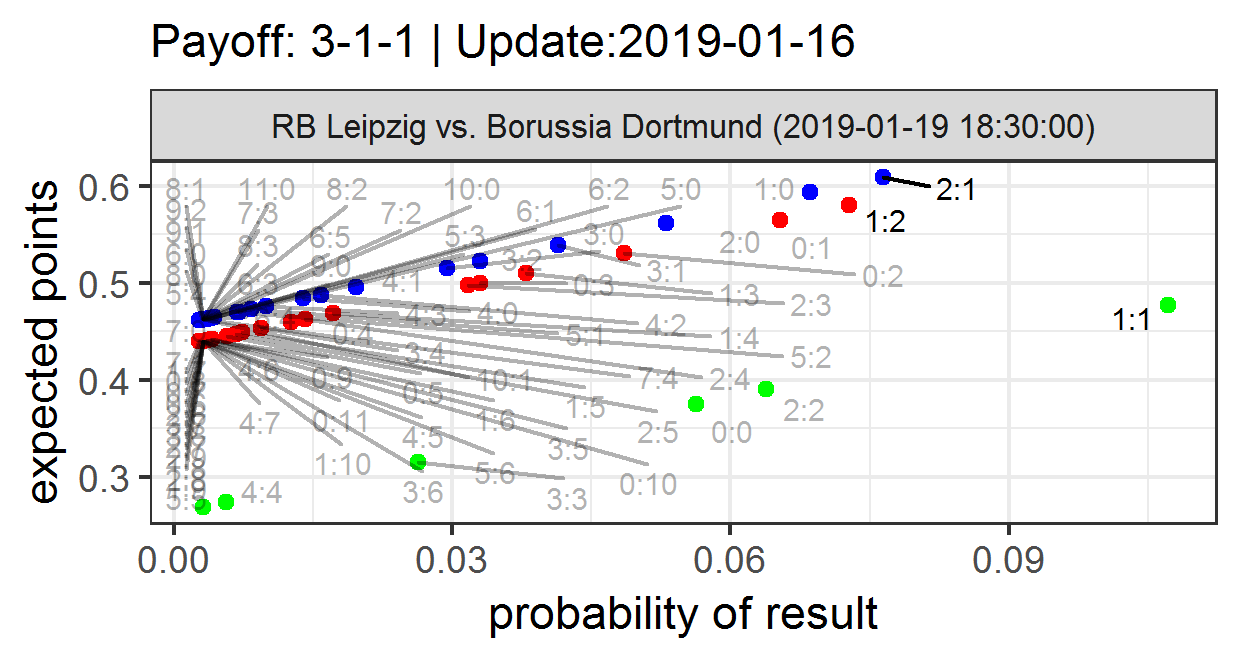 Payoff: 3-1-1 | Update:2019-01-16
RB Leipzig vs. Borussia Dortmund (2019-01-19 18:30:00)
expected points
0.6
0.5
0.4
0.3
8:1 11:0 8:2 10:0 6:2 5:0 1:0 2:1
9:2 7:3 7:2 6:1 1:2
9:1 8:3 6:5 5:3 3:0 2:0 0:1
9:0 3:2 3:1 0:2
6:3 4:1 0:3 1:3 2:3
4:3 4:0 4:2 1:1
0:4 5:1 1:4
3:4 5:2
4:6 0:9 0:5 10:1 7:4 2:4
4:7 0:11 1:6 1:5 2:2
4:5 2:5 0:0
1:10 5:6 3:5
4:4 3:6 3:3 0:10
0.00 0.03 0.06 0.09
probability of result